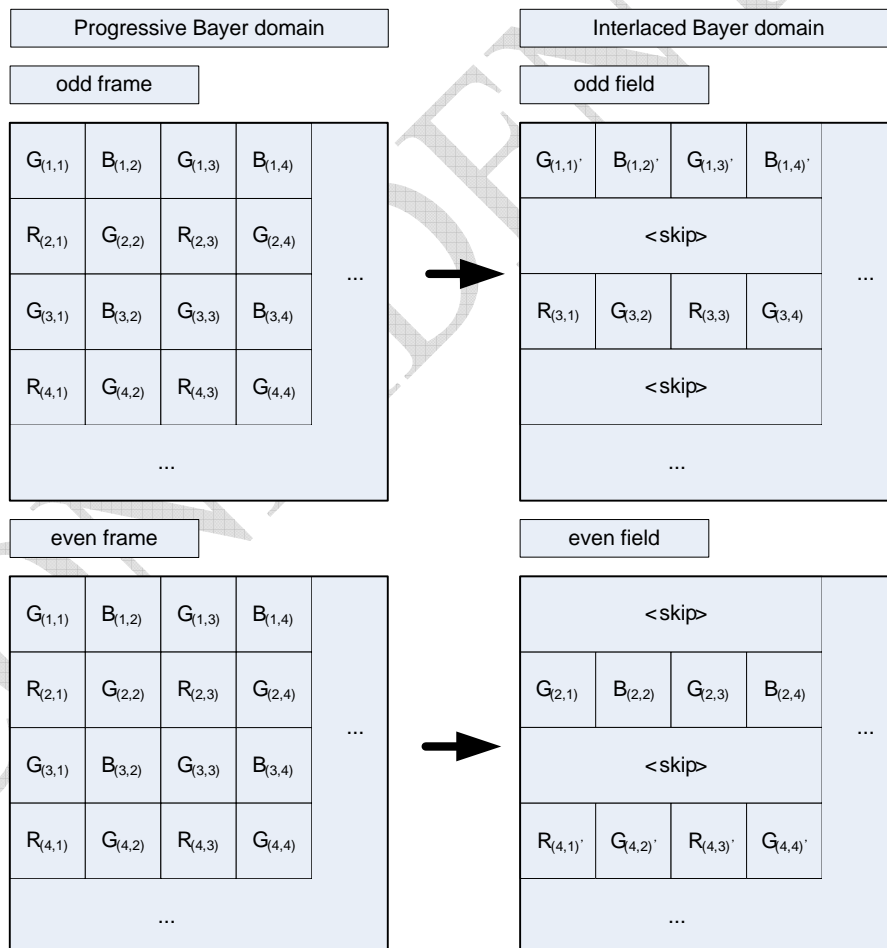 Progressive Bayer domain
Interlaced Bayer domain
odd frame
odd field
G(1,1) B(1,2) G(1,3) B(1,4)
R(2,1) G(2,2) R(2,3) G(2,4)
...
G(3,1) B(3,2) G(3,3) B(3,4)
R(4,1) G(4,2) R(4,3) G(4,4)
...
G(1,1)' B(1,2)' G(1,3)' B(1,4)'
<skip>
...
R(3,1) G(3,2) R(3,3) G(3,4)
<skip>
...
even frame
even field
G(1,1) B(1,2) G(1,3) B(1,4)
R(2,1) G(2,2) R(2,3) G(2,4)
...
G(3,1) B(3,2) G(3,3) B(3,4)
R(4,1) G(4,2) R(4,3) G(4,4)
...
<skip>
G(2,1) B(2,2) G(2,3) B(2,4)
...
<skip>
R(4,1)' G(4,2)' R(4,3)' G(4,4)'
...